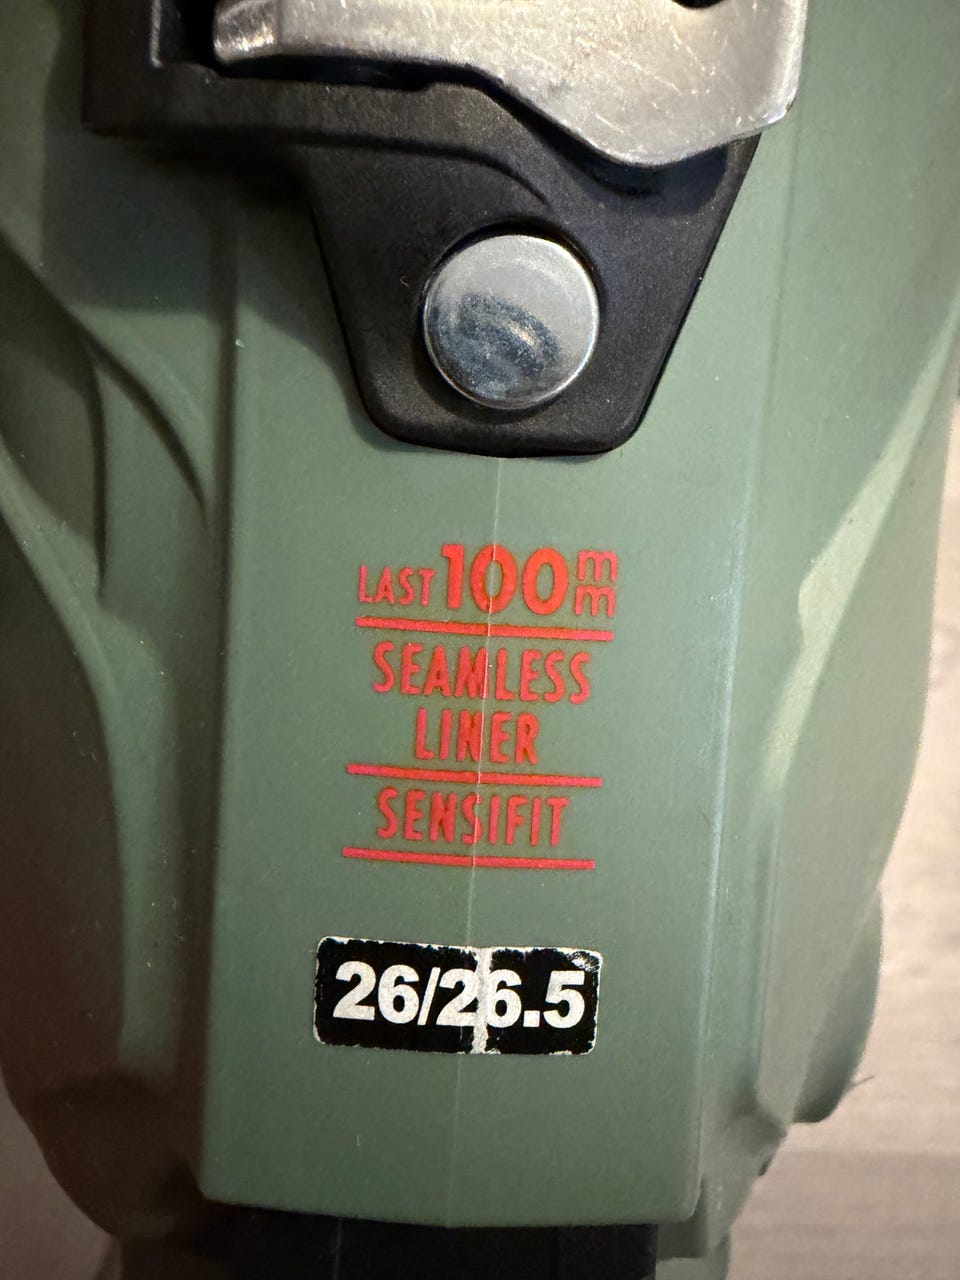 LAST 100 mm
SEAMLESS
LINER
SENSIFIT
26/26.5